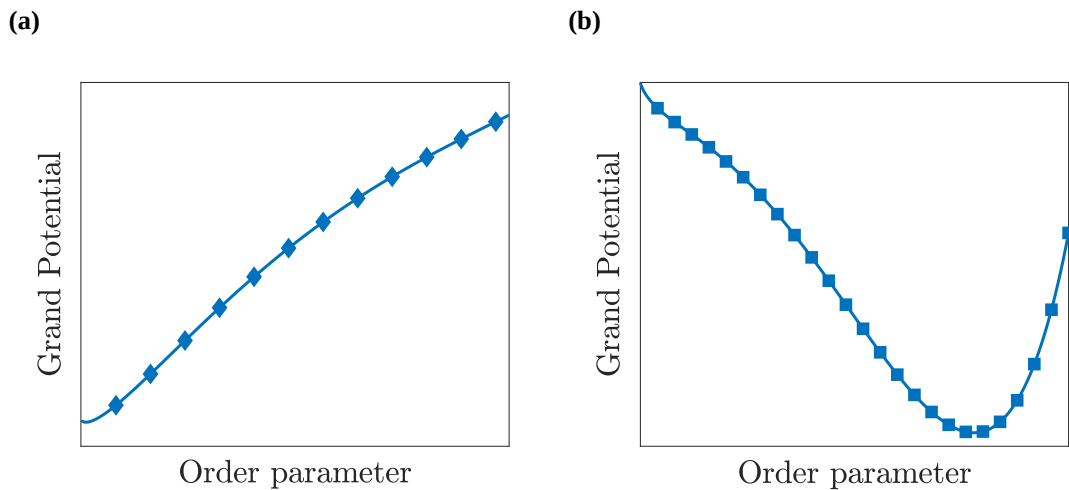 (a)
(b)
Grand Potential
Order parameter
Grand Potential
Order parameter